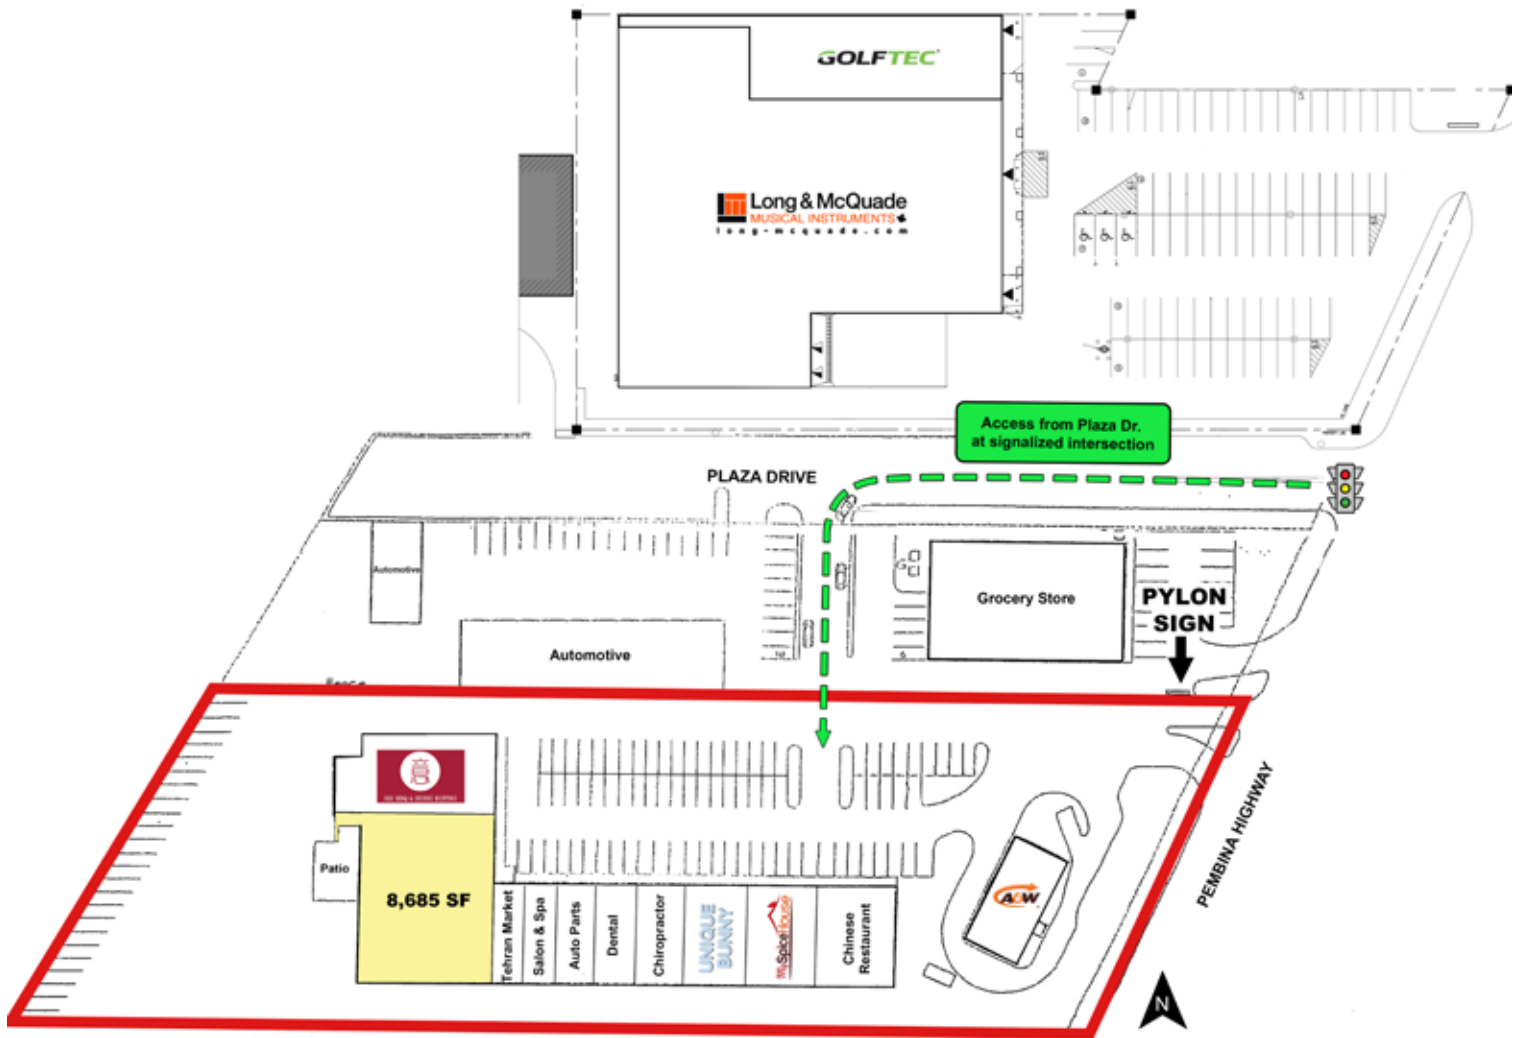 GOLFTEC
Long & McQuade
MUSICAL INSTRUMENTS
long-mcquade.com
Access from Plaza Dr.
at signalized intersection
PLAZA DRIVE
Automotive
Grocery Store
PYLON
SIGN
Automotive
Patio
8,685 SF
Tehran Market
Salon & Spa
Auto Parts
Dental
Chiropractor
UNIQUE
BUNNY
MySpiceHouse
Chinese
Restaurant
A&W
PEMBINA HIGHWAY
N